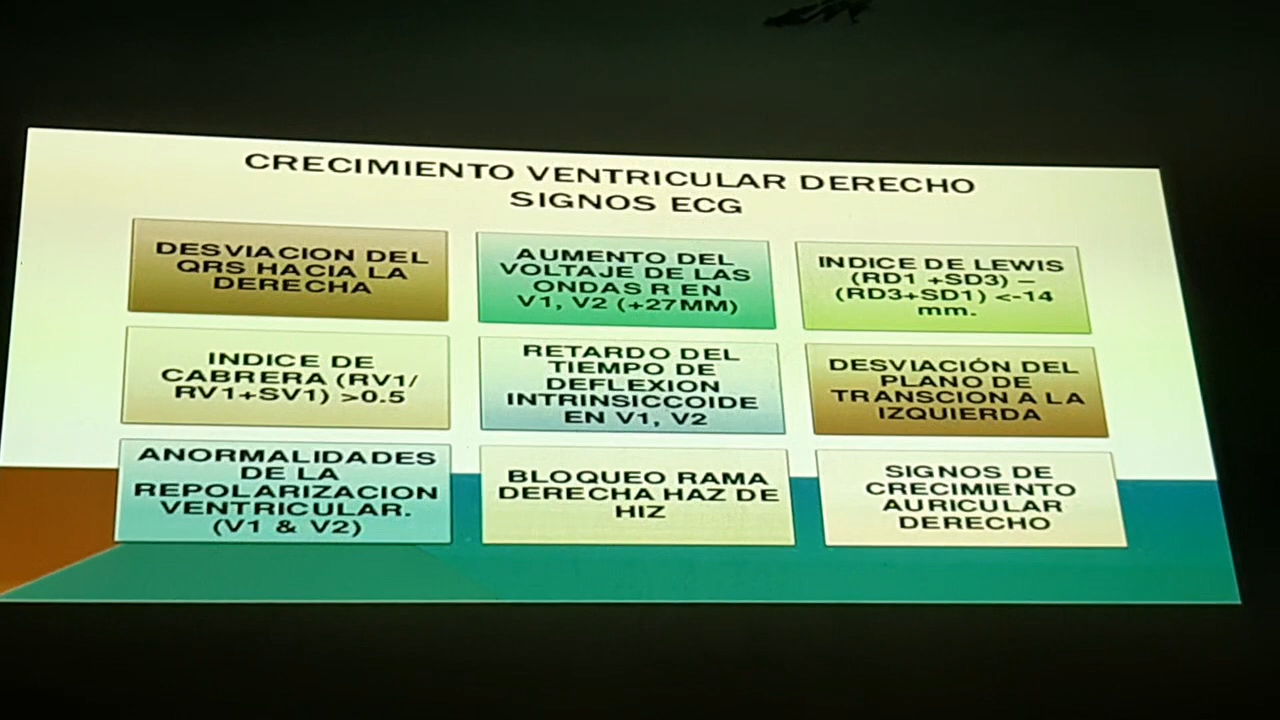 CRECIMIENTO VENTRICULAR DERECHO
SIGNOS ECG
DESVIACION DEL
QRS HACIA LA
DERECHA
AUMENTO DEL
VOLTAJE DE LAS
ONDAS R EN
V1, V2 (+27MM)
INDICE DE LEWIS
(RD1 +SD3) –
(RD3+SD1) <-14
mm.
INDICE DE
CABRERA (RV1/
RV1+SV1) >0.5
RETARDO DEL
TIEMPO DE
DEFLEXION
INTRINSICCOIDE
EN V1, V2
DESVIACIÓN DEL
PLANO DE
TRANSCION A LA
IZQUIERDA
ANORMALIDADES
DE LA
REPOLARIZACION
VENTRICULAR.
(V1 & V2)
BLOQUEO RAMA
DERECHA HAZ DE
HIZ
SIGNOS DE
CRECIMIENTO
AURICULAR
DERECHO